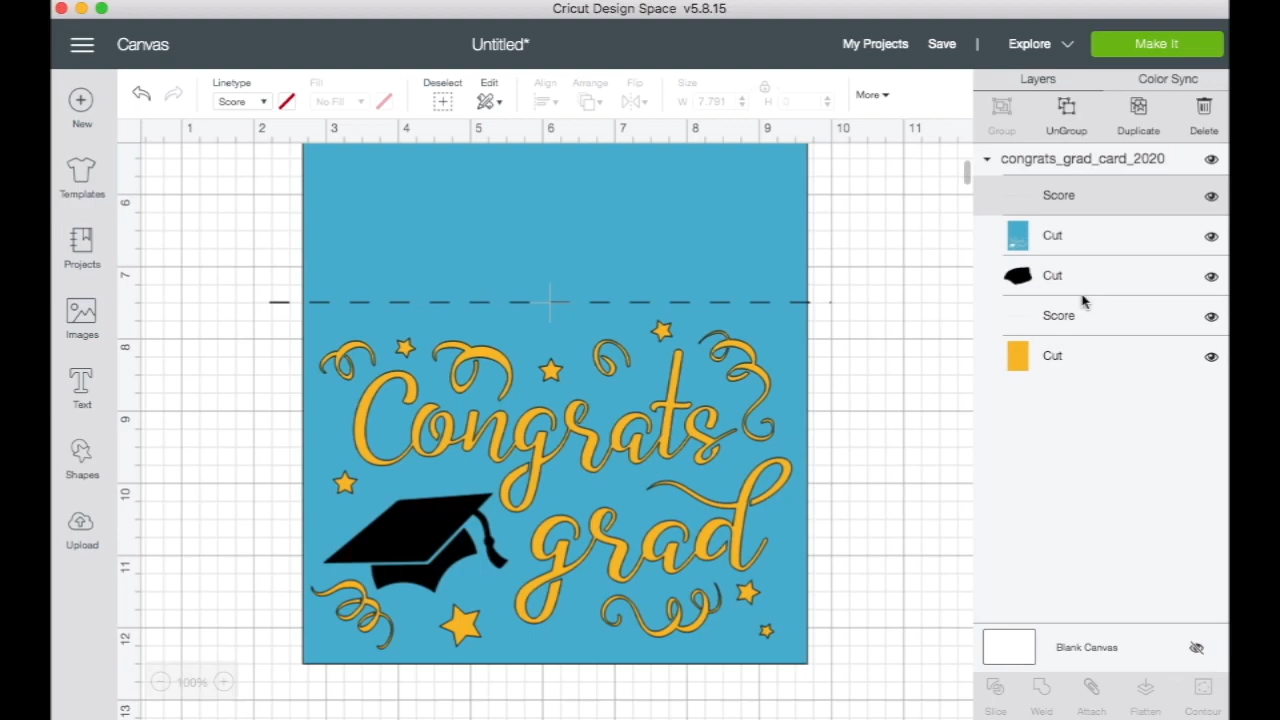 Cricut Design Space v5.8.15
Canvas
Untitled*
My Projects
Save
|
Explore
Make It
Linetype
Score
Fill
No Fill
Deselect
Edit
Align
Arrange
Flip
Size
W 7.791
H 0
More
Layers
Color Sync
Group
UnGroup
Duplicate
Delete
New
Templates
Projects
Images
Text
Shapes
Upload
1 2 3 4 5 6 7 8 9 10 11
6
7
8
9
10
11
12
13
Congrats
grad
100%
congrats_grad_card_2020
Score
Cut
Cut
Score
Cut
Blank Canvas
Slice
Weld
Attach
Flatten
Contour